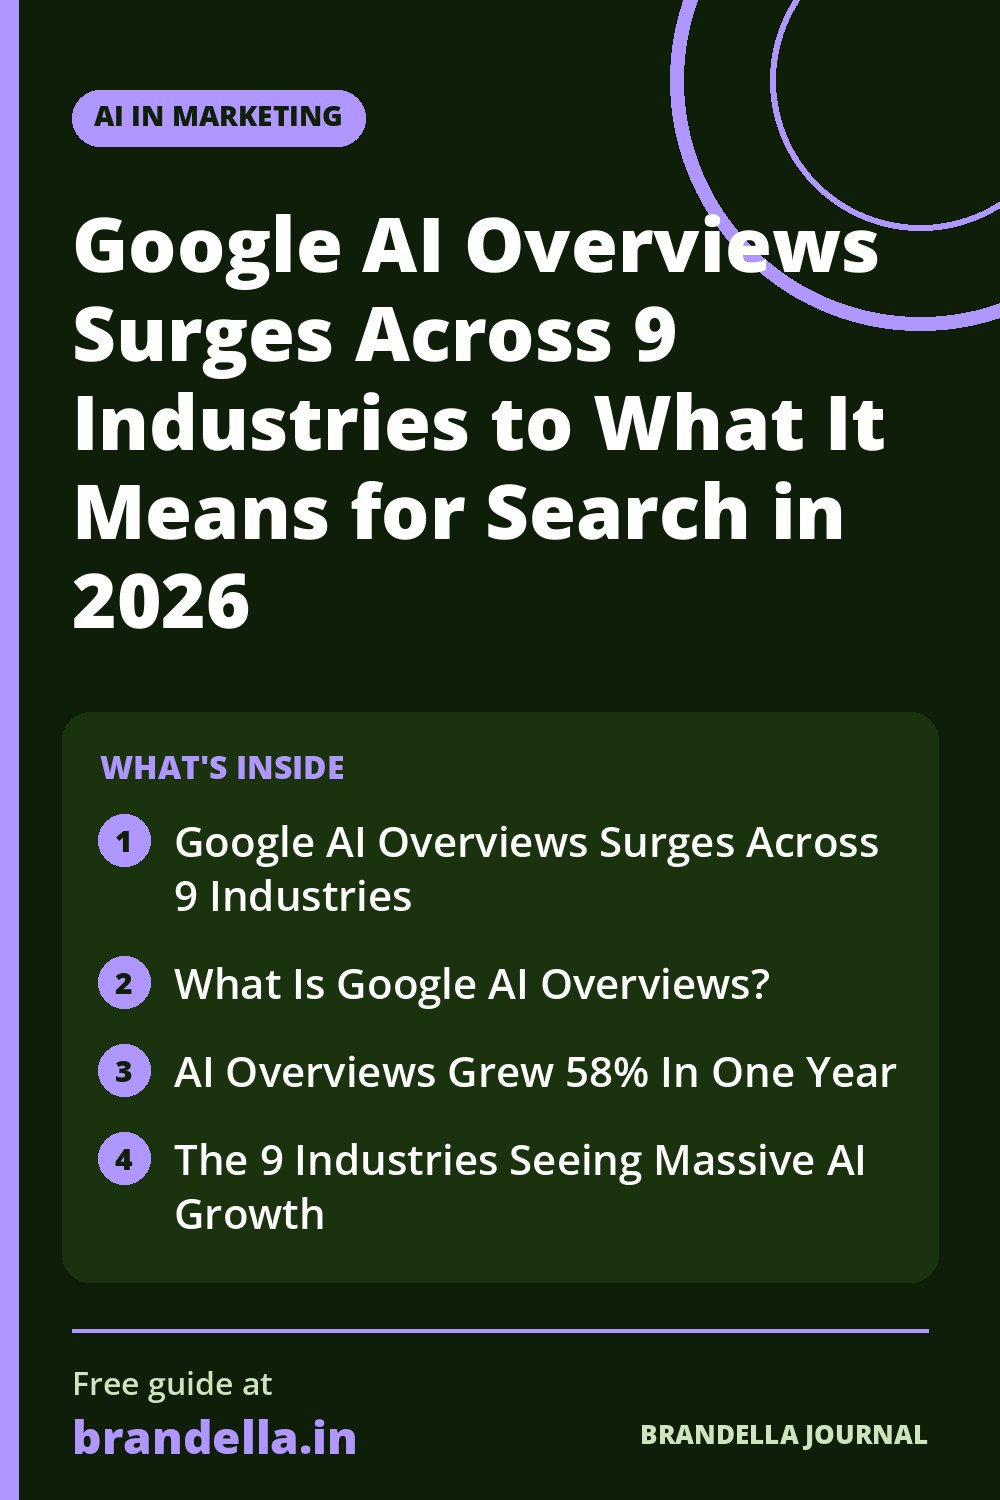 AI IN MARKETING
Google AI Overviews
Surges Across 9
Industries to What It
Means for Search in
2026
WHAT'S INSIDE
1 Google AI Overviews Surges Across
9 Industries
2 What Is Google AI Overviews?
3 AI Overviews Grew 58% In One Year
4 The 9 Industries Seeing Massive AI
Growth
Free guide at
brandella.in
BRANDELLA JOURNAL